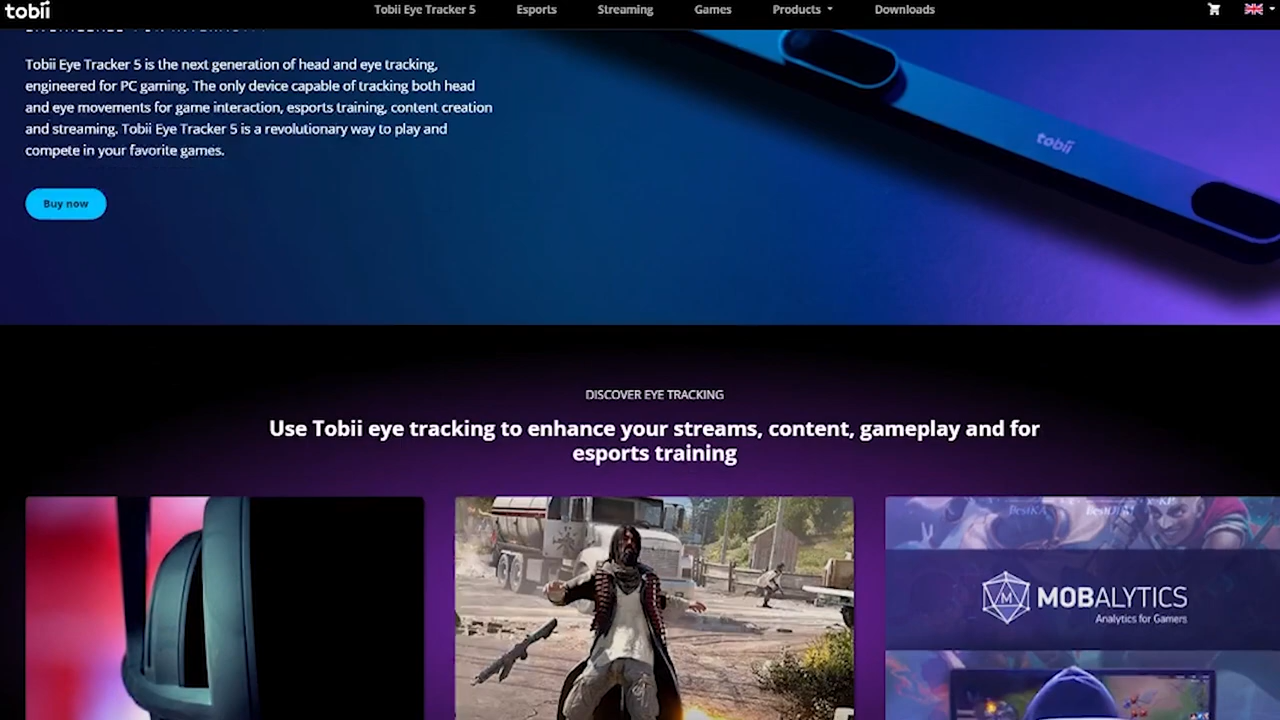 tobii
Tobii Eye Tracker 5
Esports
Streaming
Games
Products
Downloads
Tobii Eye Tracker 5 is the next generation of head and eye tracking,
engineered for PC gaming. The only device capable of tracking both head
and eye movements for game interaction, esports training, content creation
and streaming. Tobii Eye Tracker 5 is a revolutionary way to play and
compete in your favorite games.
Buy now
tobii
DISCOVER EYE TRACKING
Use Tobii eye tracking to enhance your streams, content, gameplay and for
esports training
M
MOBALYTICS
Analytics for Gamers